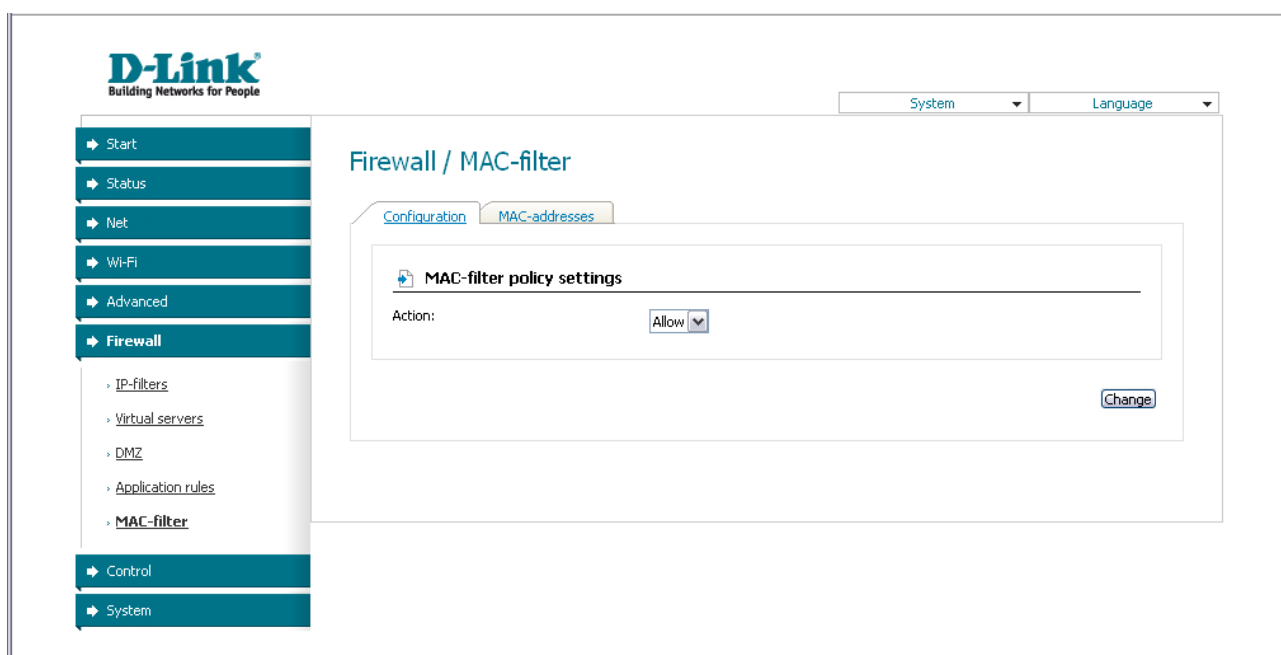 D-Link®
Building Networks for People
System Language
Start
Status
Net
Wi-Fi
Advanced
Firewall
IP-filters
Virtual servers
DMZ
Application rules
MAC-filter
Control
System
Firewall / MAC-filter
Configuration MAC-addresses
MAC-filter policy settings
Action: Allow
Change